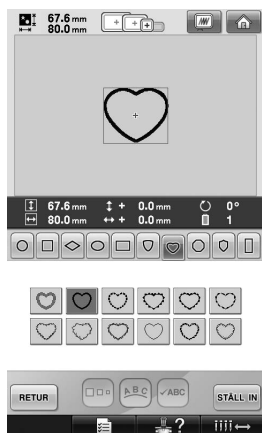 67.6 mm
80.0 mm
67.6 mm + 0.0 mm 0°
80.0 mm + 0.0 mm 1
RETUR ABC ABC STÄLL IN
?